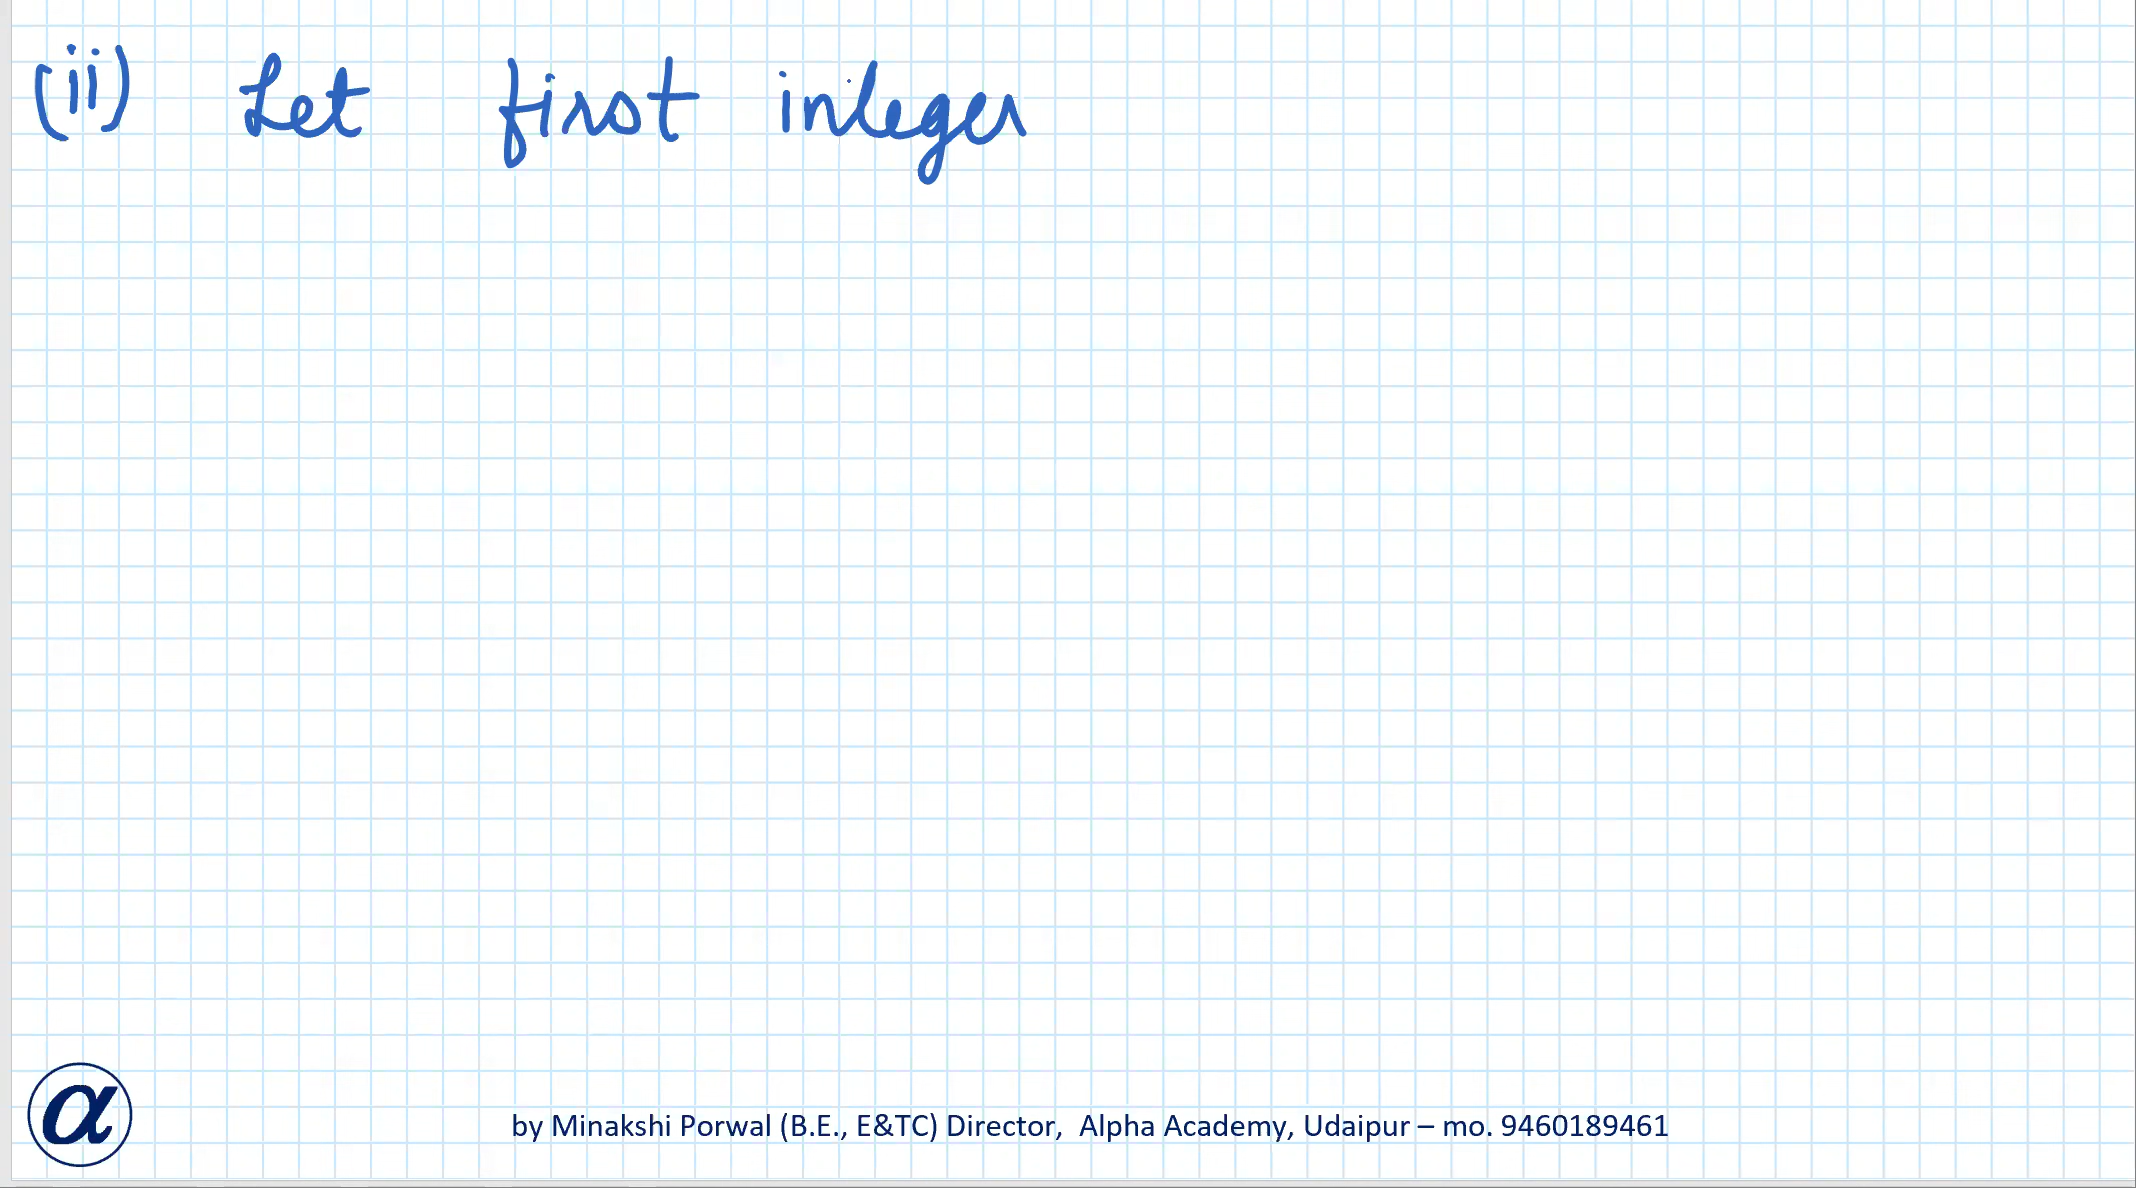 (ii) Let first integer
α
by Minakshi Porwal (B.E., E&TC) Director, Alpha Academy, Udaipur – mo. 9460189461